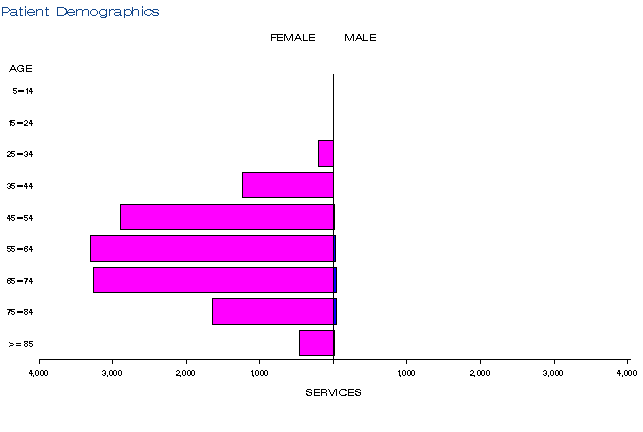 Patient Demographics
FEMALE MALE
AGE
5-14
15-24
25-34
35-44
45-54
55-64
65-74
75-84
>=85
4,000 3,000 2,000 1,000 1,000 2,000 3,000 4,000
SERVICES